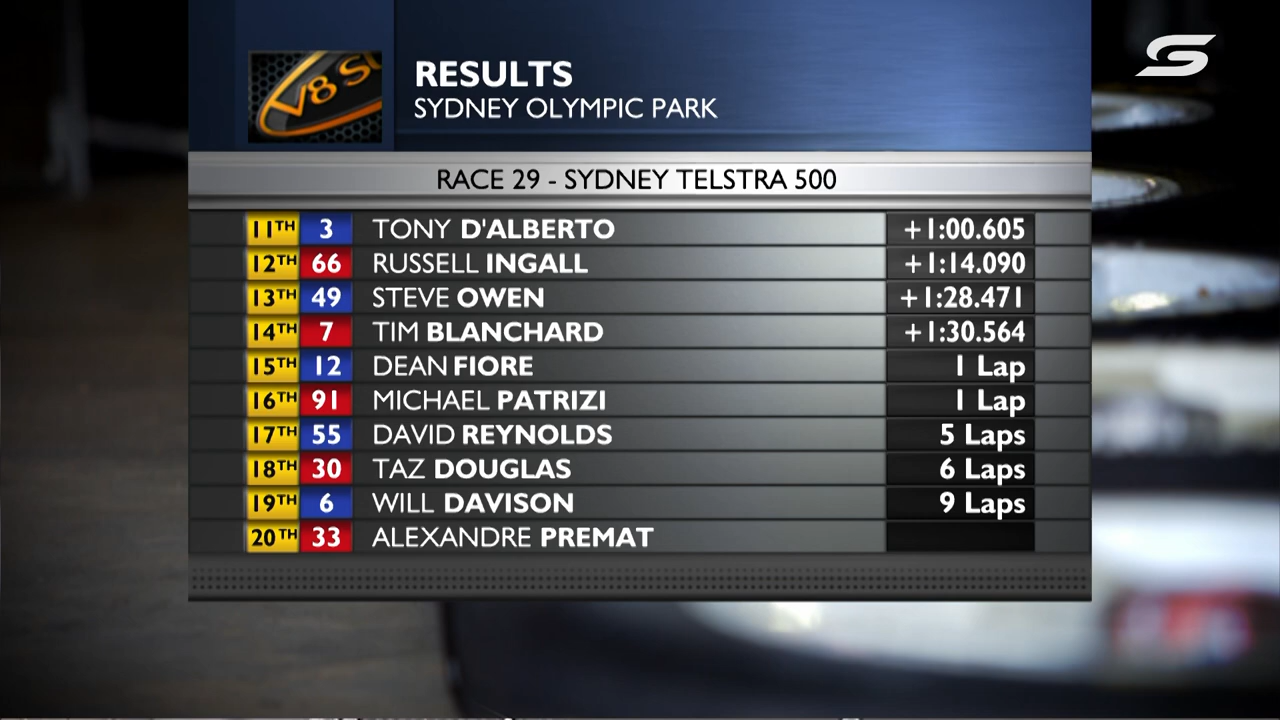 V8 SU
RESULTS
SYDNEY OLYMPIC PARK
RACE 29 - SYDNEY TELSTRA 500
11TH 3 TONY D'ALBERTO +1:00.605
12TH 66 RUSSELL INGALL +1:14.090
13TH 49 STEVE OWEN +1:28.471
14TH 7 TIM BLANCHARD +1:30.564
15TH 12 DEAN FIORE 1 Lap
16TH 91 MICHAEL PATRIZI 1 Lap
17TH 55 DAVID REYNOLDS 5 Laps
18TH 30 TAZ DOUGLAS 6 Laps
19TH 6 WILL DAVISON 9 Laps
20TH 33 ALEXANDRE PREMAT